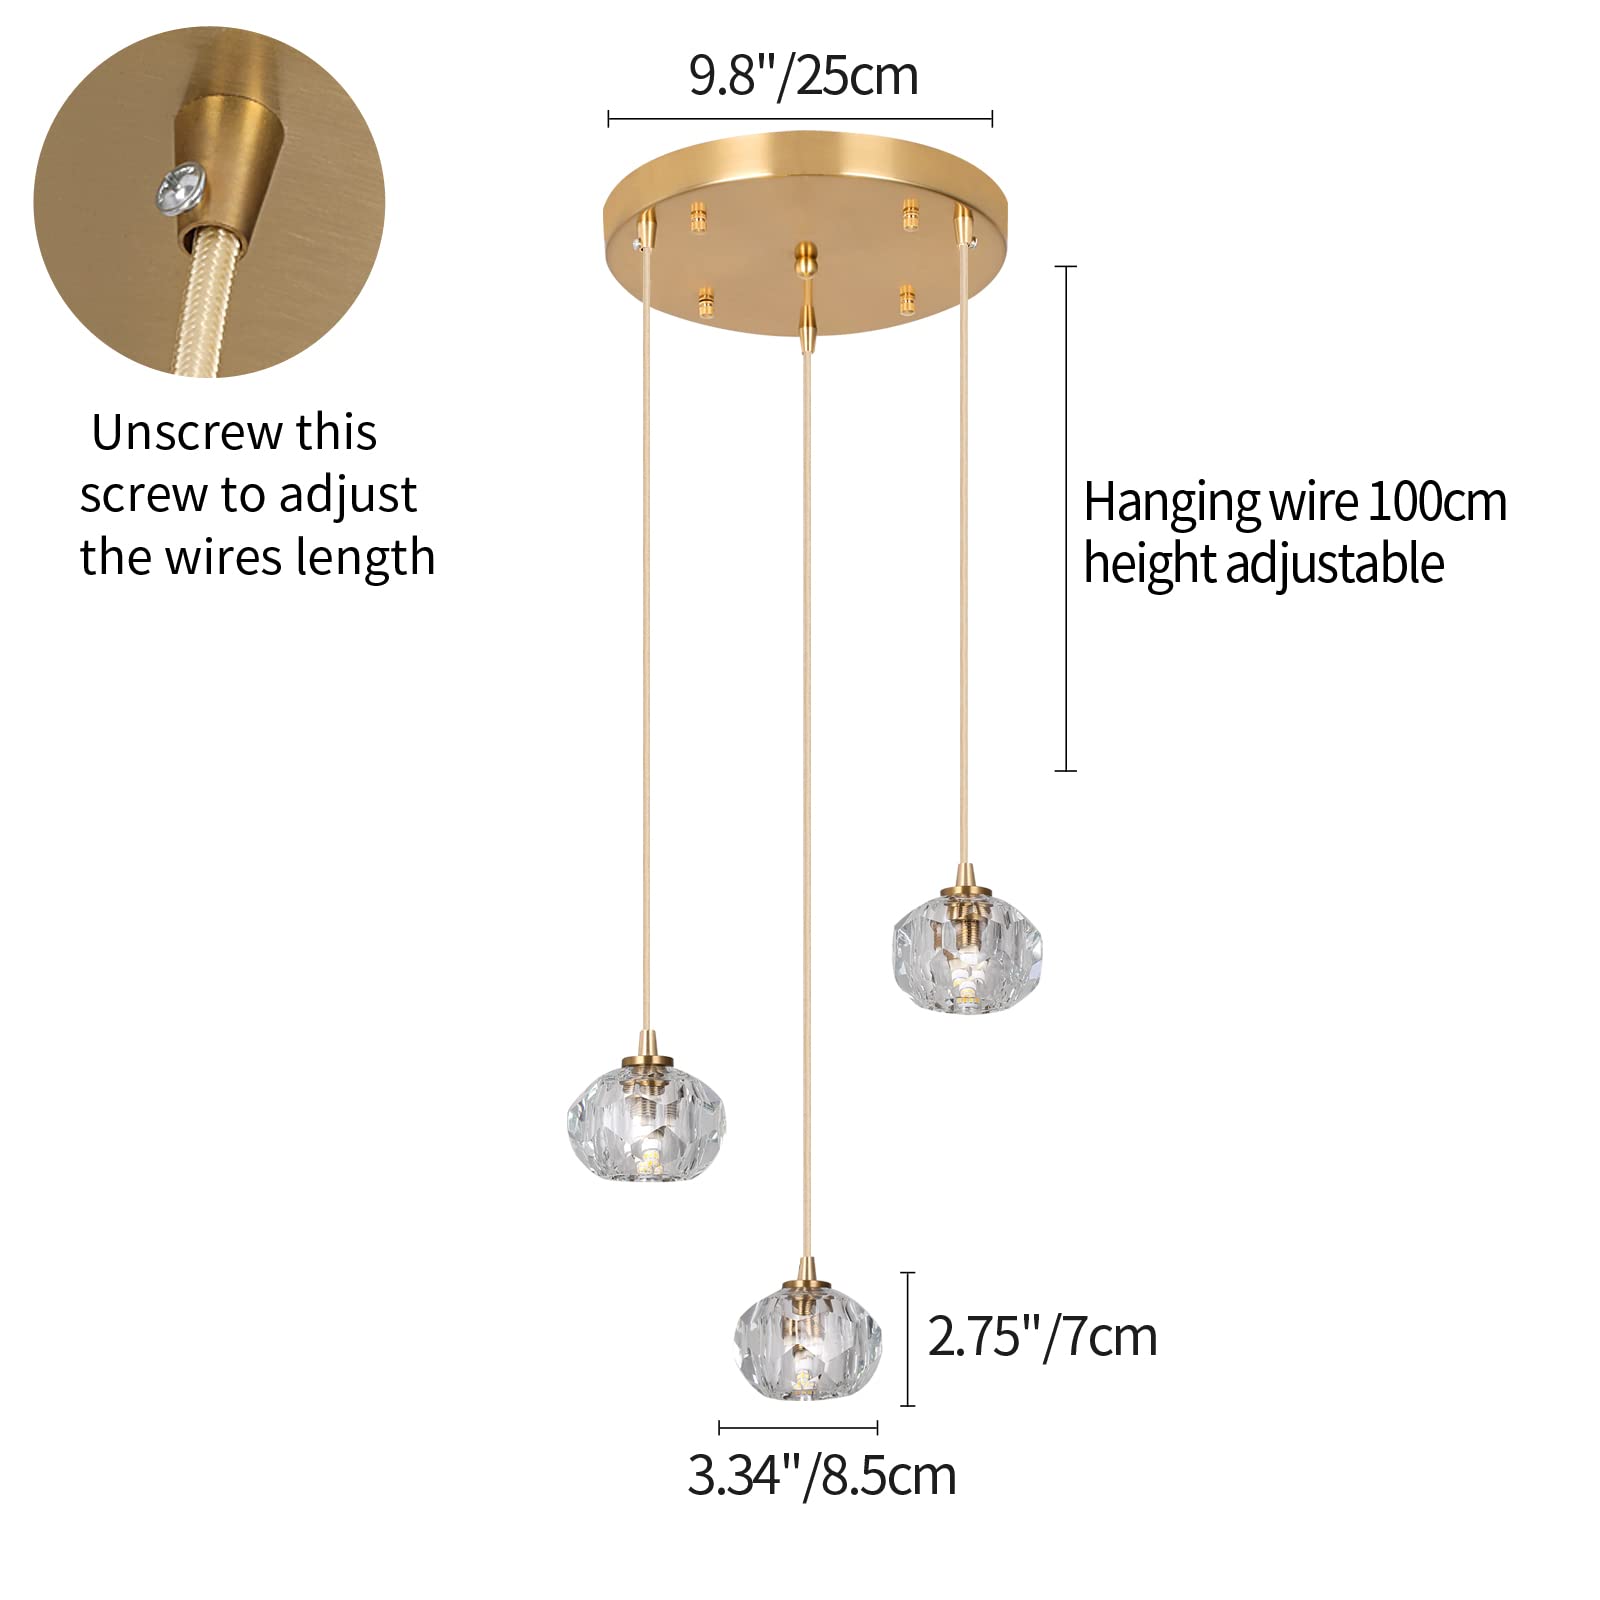 9.8"/25cm
Unscrew this
screw to adjust
the wires length
Hanging wire 100cm
height adjustable
2.75"/7cm
3.34"/8.5cm